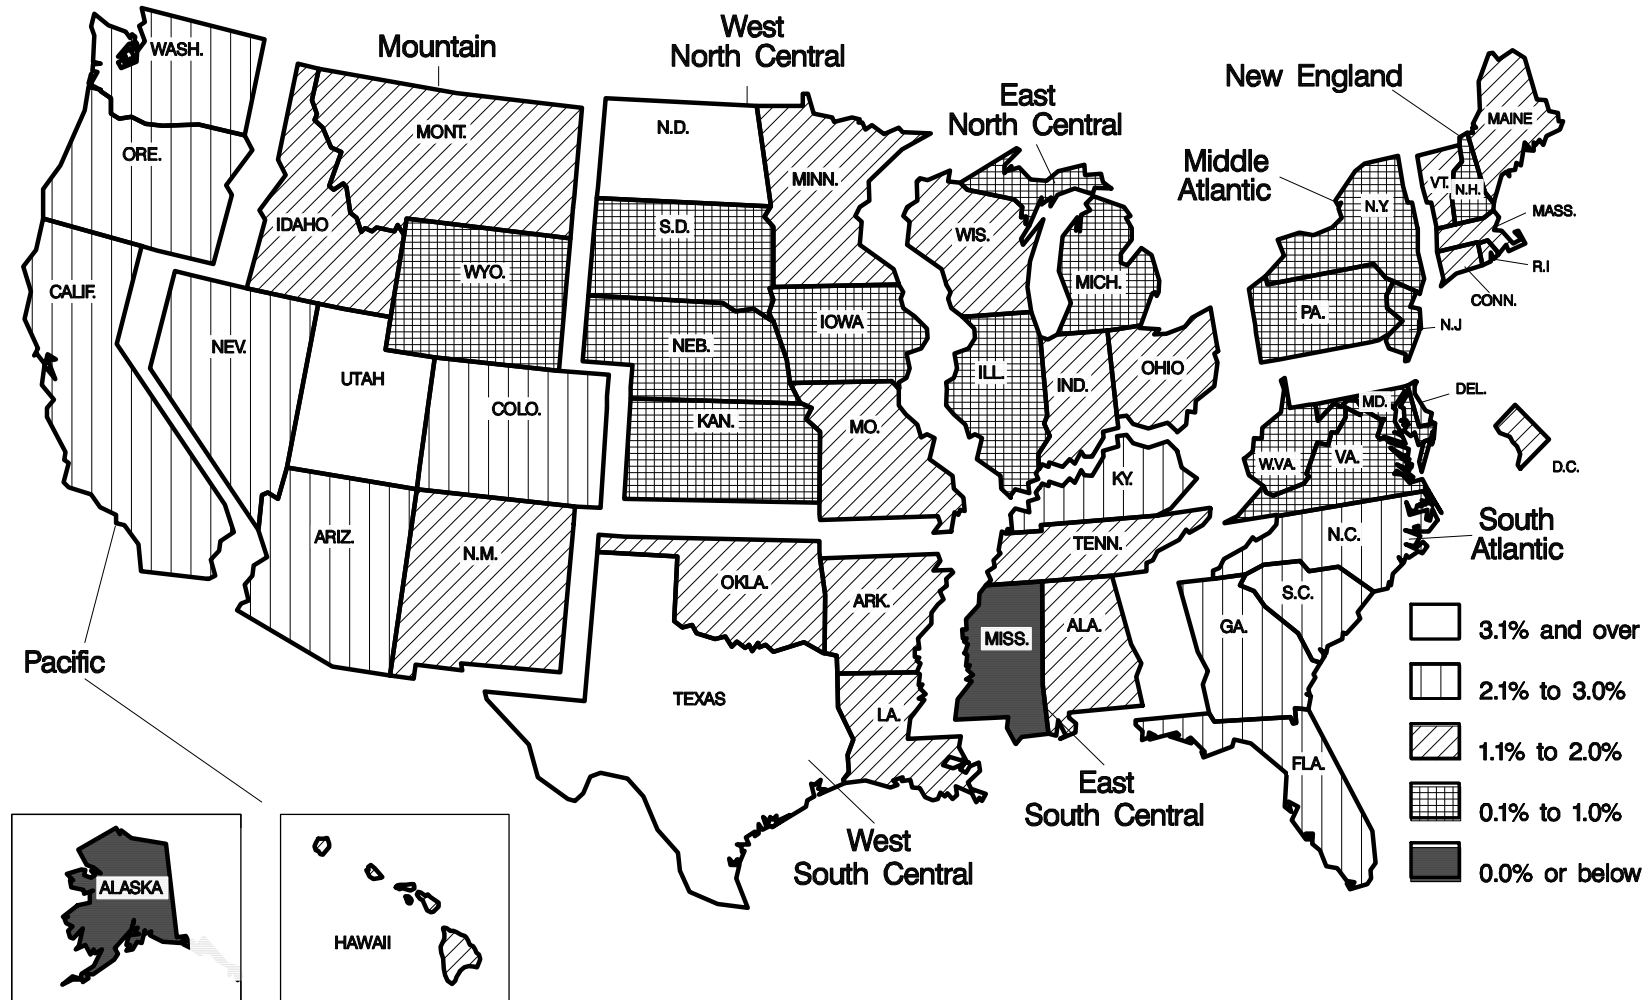 West
North Central
Mountain
New England
East
North Central
Middle
Atlantic
WASH.
ORE.
MONT.
IDAHO
N.D.
MINN.
S.D.
WYO.
WIS.
MICH.
N.Y.
VT.
N.H.
MAINE
MASS.
R.I
CONN.
N.J
PA.
CALIF.
NEV.
UTAH
COLO.
NEB.
IOWA
KAN.
MO.
ILL.
IND.
OHIO
MD.
DEL.
D.C.
W.VA.
VA.
KY.
ARIZ.
N.M.
OKLA.
ARK.
TENN.
N.C.
South
Atlantic
S.C.
GA.
ALA.
MISS.
LA.
TEXAS
FLA.
Pacific
East
South Central
West
South Central
ALASKA
HAWAII
3.1% and over
2.1% to 3.0%
1.1% to 2.0%
0.1% to 1.0%
0.0% or below